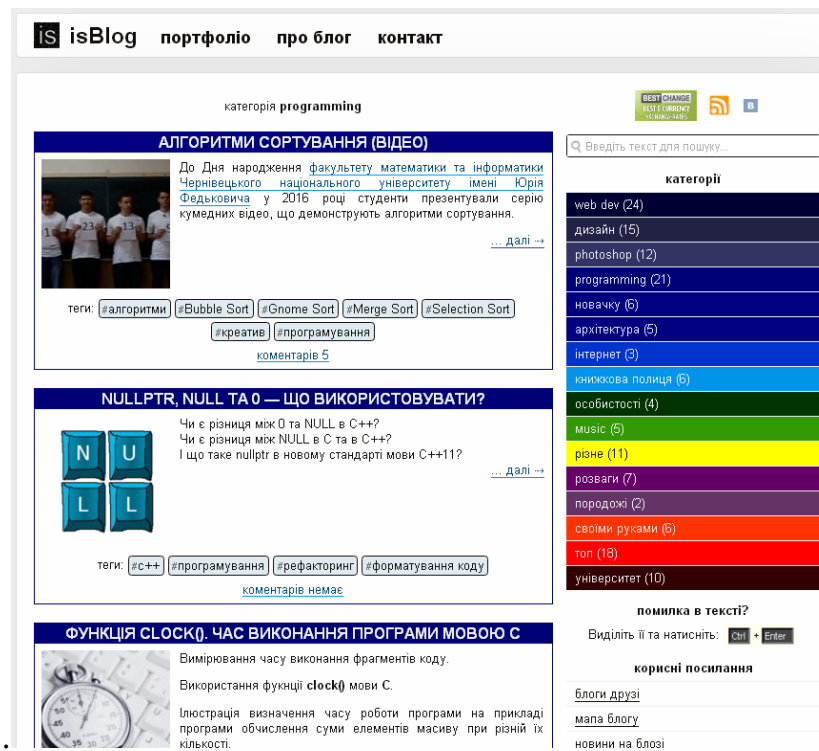 is isBlog портфоліо про блог контакт
категорія programming
АЛГОРИТМИ СОРТУВАННЯ (ВІДЕО)
До Дня народження факультету математики та інформатики
Чернівецького національного університету імені Юрія
Федьковича у 2016 році студенти презентували серію
кумедних відео, що демонструють алгоритми сортування.
... далі ⤏
теги: #алгоритми #Bubble Sort #Gnome Sort #Merge Sort #Selection Sort
#креатив #програмування
коментарів 5
NULLPTR, NULL ТА 0 — ЩО ВИКОРИСТОВУВАТИ?
Чи є різниця між 0 та NULL в C++?
Чи є різниця між NULL в C та в C++?
І що таке nullptr в новому стандарті мови C++11?
... далі ⤏
N U
L L
теги: #c++ #програмування #рефакторинг #форматування коду
коментарів немає
ФУНКЦІЯ CLOCK(). ЧАС ВИКОНАННЯ ПРОГРАМИ МОВОЮ C
Вимірювання часу виконання фрагментів коду.
Використання фукнції clock() мови C.
Ілюстрація визначення часу роботи програми на прикладі
програми обчислення суми елементів масиву при різній їх
кількості.
BEST CHANGE
BEST E-CURRENCY
EXCHANGE RATES
B
Введіть текст для пошуку...
категорії
web dev (24)
дизайн (15)
photoshop (12)
programming (21)
новачку (6)
архітектура (5)
інтернет (3)
книжкова полиця (6)
особистості (4)
music (5)
різне (11)
розваги (7)
породожі (2)
своїми руками (6)
топ (18)
університет (10)
помилка в тексті?
Виділіть її та натисніть: Ctrl + Enter
корисні посилання
блоги друзі
мапа блогу
новини на блозі